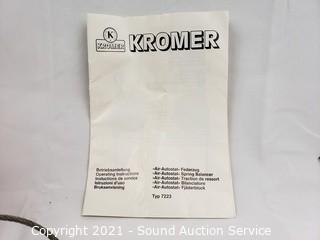 K
KROMER
KROMER
Betriebsanleitung
Operating Instructions
Instructions de service
Istruzioni d'uso
Bruksanvisning
-Air-Autostat- Federzug
-Air-Autostat- Spring Balancer
-Air-Autostat- Traction de ressort
-Air-Autostat- Bilanciatore
-Air-Autostat- Fjäderblock
Typ 7223
Copyright 2021 - Sound Auction Service